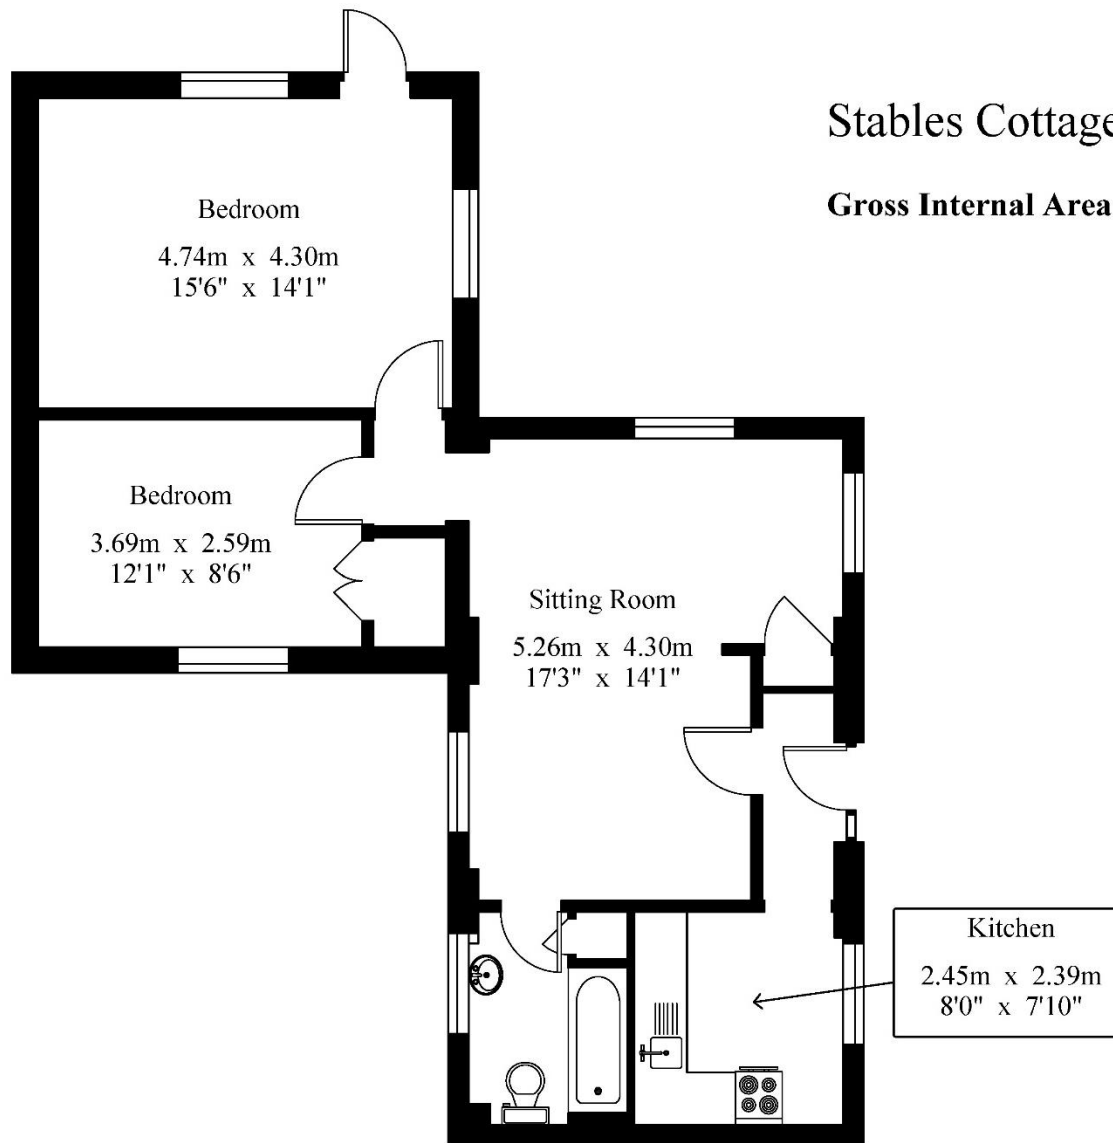 Stables Cottage
Gross Internal Area
Bedroom
4.74m x 4.30m
15'6" x 14'1"
Bedroom
3.69m x 2.59m
12'1" x 8'6"
Sitting Room
5.26m x 4.30m
17'3" x 14'1"
Kitchen
2.45m x 2.39m
8'0" x 7'10"